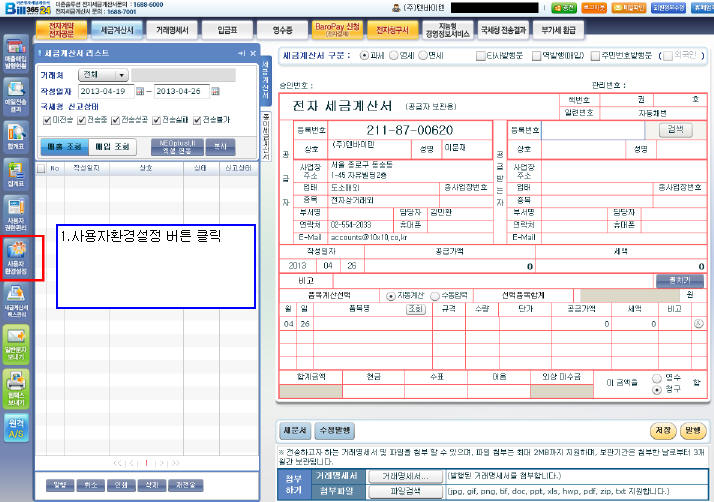 Bill365 24
전자세금계산서문의 : 1588-8000
전자세금계산서문의 : 1688-7001
(주)텐바이텐
전자계약
전자공문
세금계산서
거래명세서
입금표
영수증
BaroPay 신청
전자청구서
지능형
경영정보서비스
국세청 전송결과
부가세 환급
매출매입
발행현황
메일전송
결과
합계표
집계표
사용자
권한관리
사용자
환경설정
세금계산서
팩스관리
일반문자
보내기
웹팩스
보내기
원격
A/S
세금계산서 리스트
거래처 전체
작성일자 2013-04-19 - 2013-04-26
국세청 신고상태
미전송 전송중 전송성공 전송실패 전송불가
매출 조회 매입 조회 NEOplus,II 엑셀 변환 복사
No 작성일자 상호 상태 신고상태
1.사용자환경설정 버튼 클릭
1
발행 취소 인쇄 삭제 재전송
세금계산서
종이세금계산서
세금계산서 구분 : 과세 영세 면세 타사발행분 역발행(매입) 주민번호발행분 ( 외국인 )
승인번호 : 관리번호 :
전자 세금계산서 (공급자 보관용)
책번호 권 호
일련번호 자동채번
공급자
등록번호 211-87-00620
상호 (주)텐바이텐 성명 이문재
사업장
주소
서울 종로구 동숭동
1-45 자유빌딩2층
업태 도소매외 종사업장번호
종목 전자상거래외
부서명 담당자 김민환
연락처 02-554-2033 휴대폰
E-Mail accounts@10x10.co.kr
공급받는자
등록번호 검색
상호 성명
사업장
주소
업태 종사업장번호
종목
부서명 담당자
연락처 휴대폰
E-Mail
작성일자 공급가액 세액
2013 04 26 0 0
비고 펼치기
품목계산선택 자동계산 수동입력 선택품목합계 원
월 일 품목명 조회 규격 수량 단가 공급가액 세액 비고
04 26 0 0
합계금액 현금 수표 어음 외상 미수금 이 금액을 영수 청구 함
새문서 수정발행 저장 발행
※ 전송하고자 하는 거래명세서 및 파일을 첨부 할 수 있으며, 파일 첨부는 최대 2MB까지 지원하며, 보관기간은 첨부한 날로부터 3개
월간 보관됩니다.
첨부
하기
거래명세서 거래명세서... (발행된 거래명세서를 첨부합니다.)
첨부파일 파일검색 (jpg, gif, png, bif, doc, ppt, xls, hwp, pdf, zip, txt 지원합니다.)